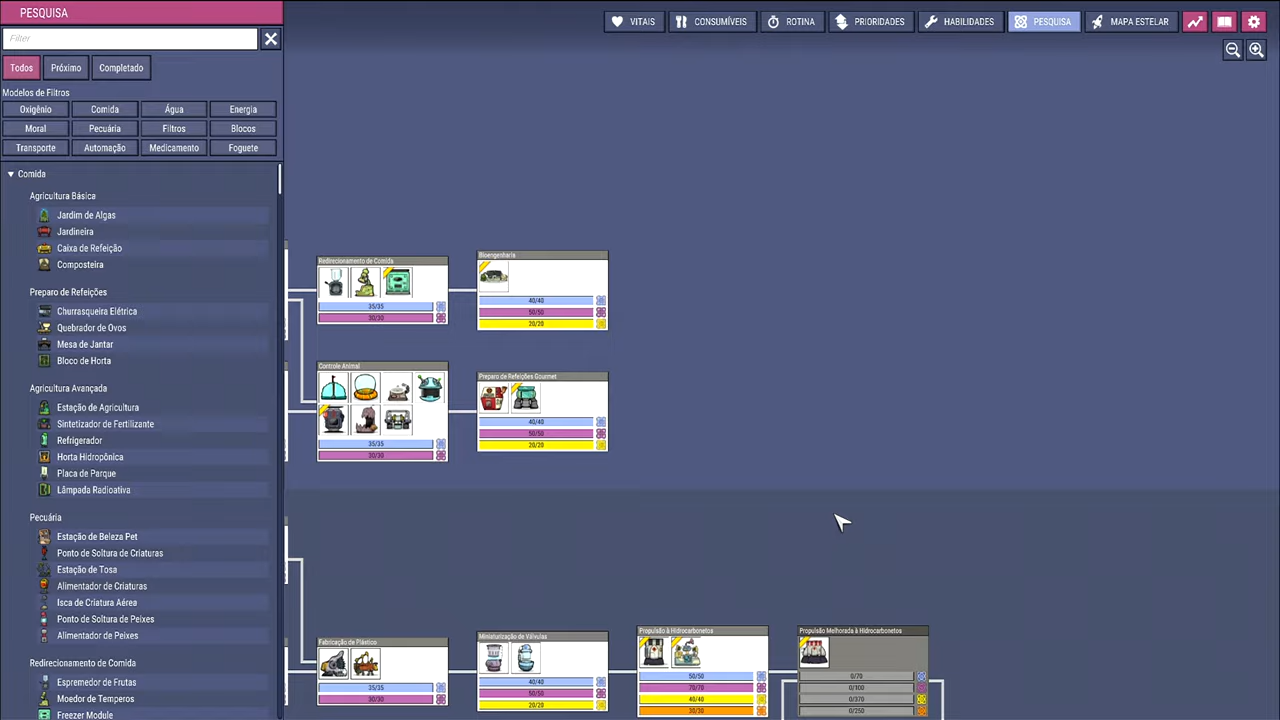 PESQUISA
VITAIS
CONSUMÍVEIS
ROTINA
PRIORIDADES
HABILIDADES
PESQUISA
MAPA ESTELAR
Filter
Todos
Próximo
Completado
Modelos de Filtros
Oxigênio
Comida
Água
Energia
Moral
Pecuária
Filtros
Blocos
Transporte
Automação
Medicamento
Foguete
Comida
Agricultura Básica
Jardim de Algas
Jardineira
Caixa de Refeição
Composteira
Preparo de Refeições
Churrasqueira Elétrica
Quebrador de Ovos
Mesa de Jantar
Bloco de Horta
Agricultura Avançada
Estação de Agricultura
Sintetizador de Fertilizante
Refrigerador
Horta Hidropônica
Placa de Parque
Lâmpada Radioativa
Pecuária
Estação de Beleza Pet
Ponto de Soltura de Criaturas
Estação de Tosa
Alimentador de Criaturas
Isca de Criatura Aérea
Ponto de Soltura de Peixes
Alimentador de Peixes
Redirecionamento de Comida
Espremedor de Frutas
Moedor de Temperos
Freezer Module
Redirecionamento de Comida
35/35
30/30
Bioengenharia
40/40
50/50
20/20
Controle Animal
35/35
30/30
Preparo de Refeições Gourmet
40/40
50/50
20/20
Fabricação de Plástico
35/35
30/30
Miniaturização de Válvulas
40/40
50/50
20/20
Propulsão à Hidrocarbonetos
50/50
70/70
40/40
30/30
Propulsão Melhorada à Hidrocarbonetos
0/70
0/100
0/370
0/250